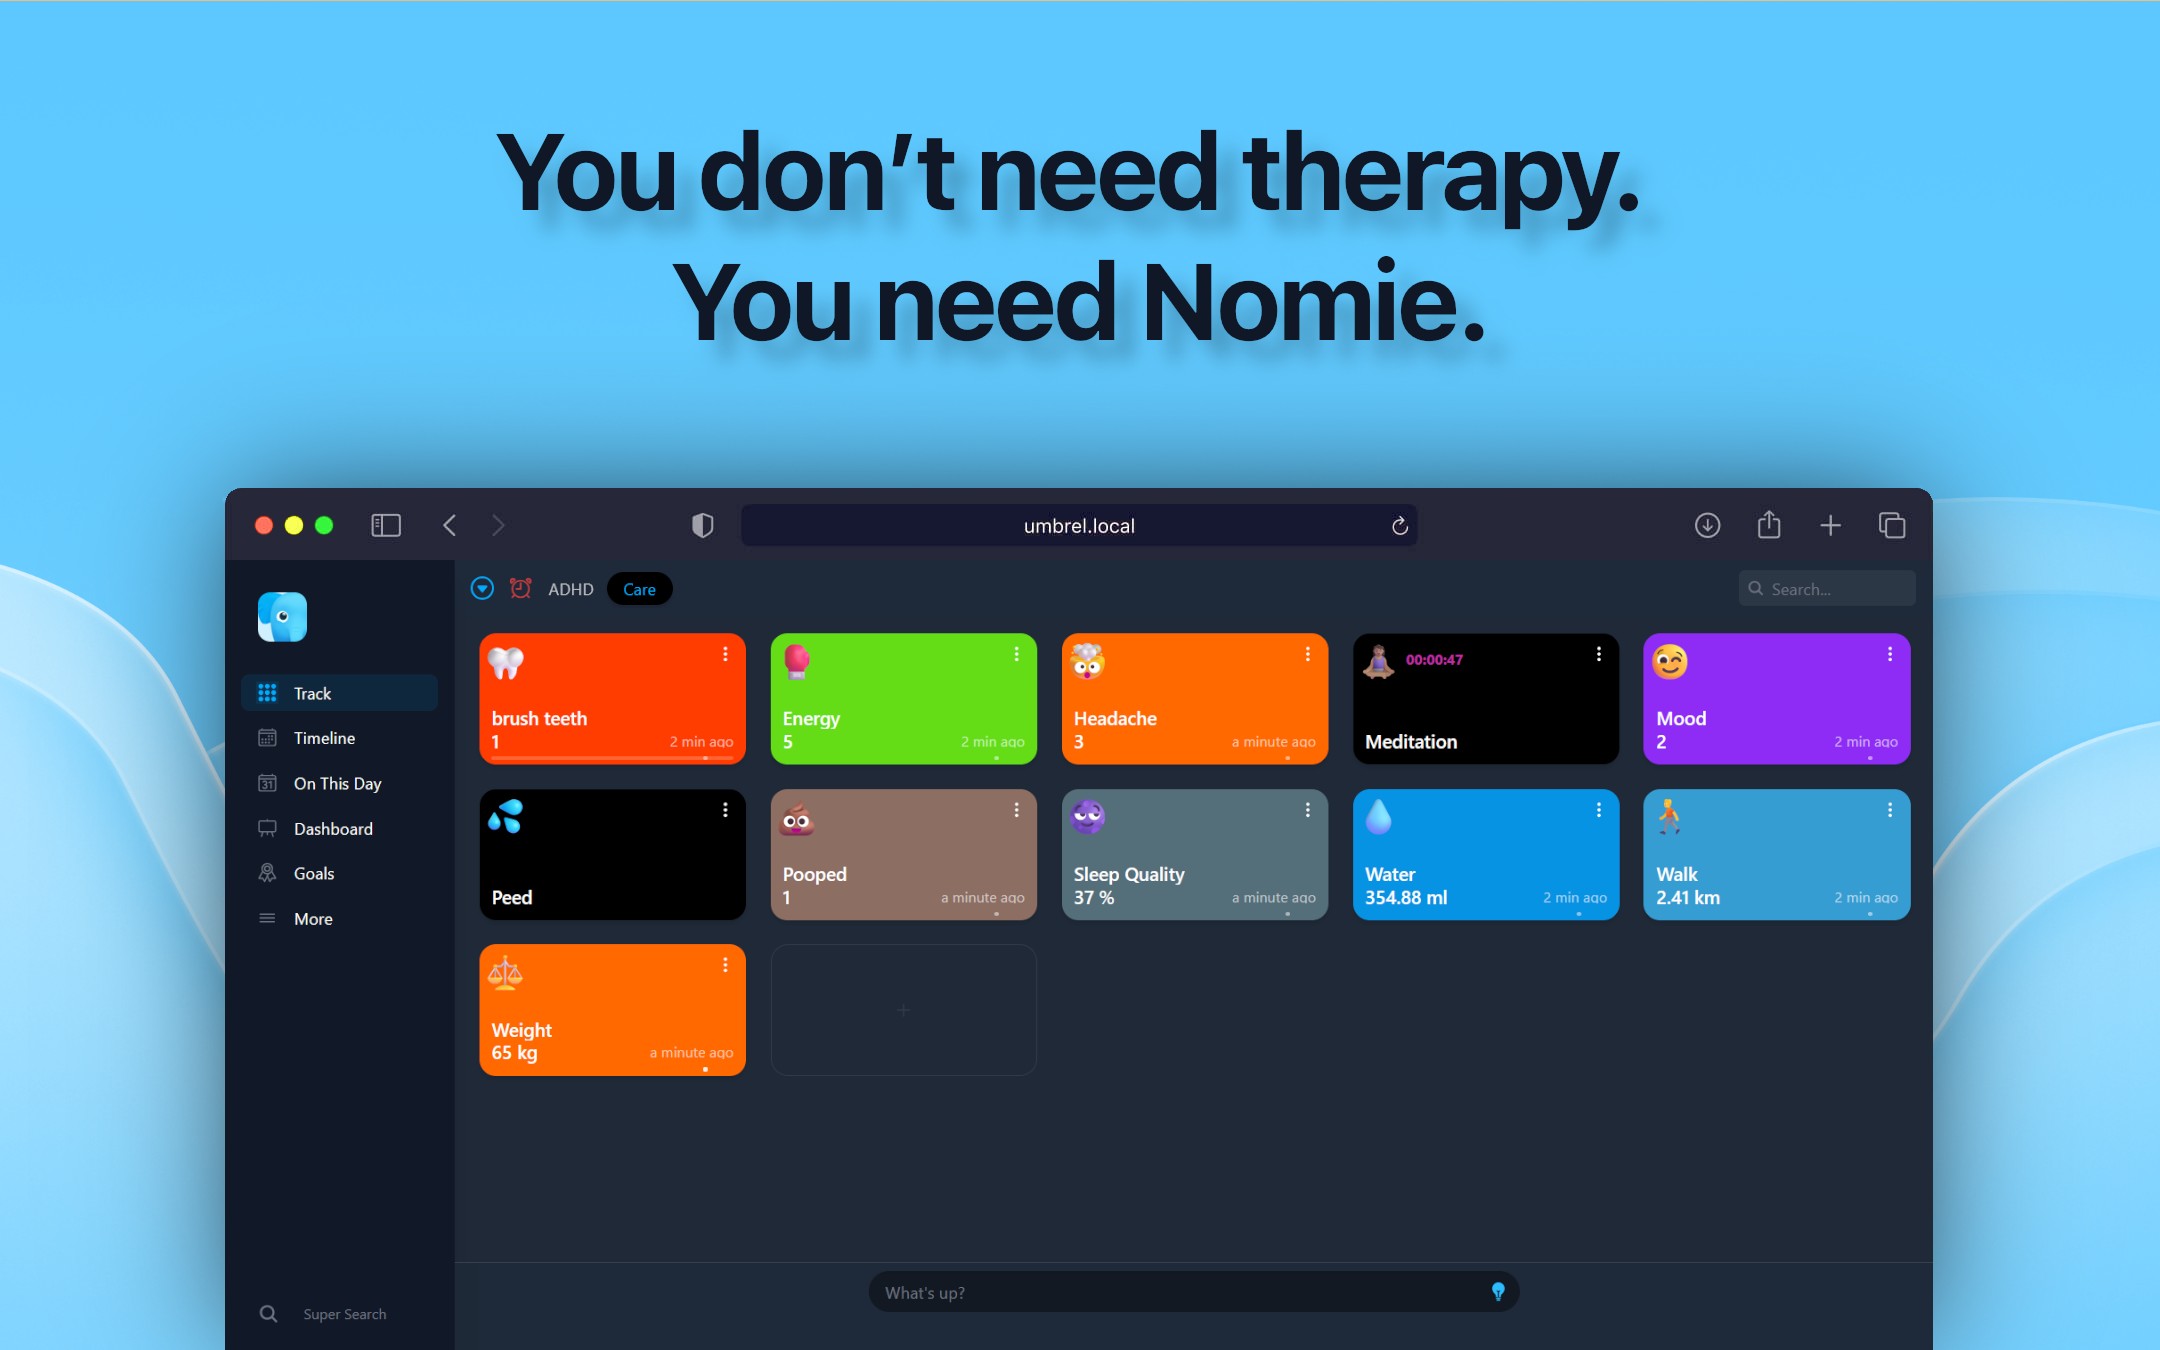 You don't need therapy.
You need Nomie.
umbrel.local
ADHD
Care
Search...
Track
Timeline
31
On This Day
Dashboard
Goals
More
Super Search
brush teeth
1
2 min ago
Energy
5
2 min ago
Headache
3
a minute ago
00:00:47
Meditation
Mood
2
2 min ago
Peed
Pooped
1
a minute ago
Sleep Quality
37 %
a minute ago
Water
354.88 ml
2 min ago
Walk
2.41 km
2 min ago
Weight
65 kg
a minute ago
What's up?